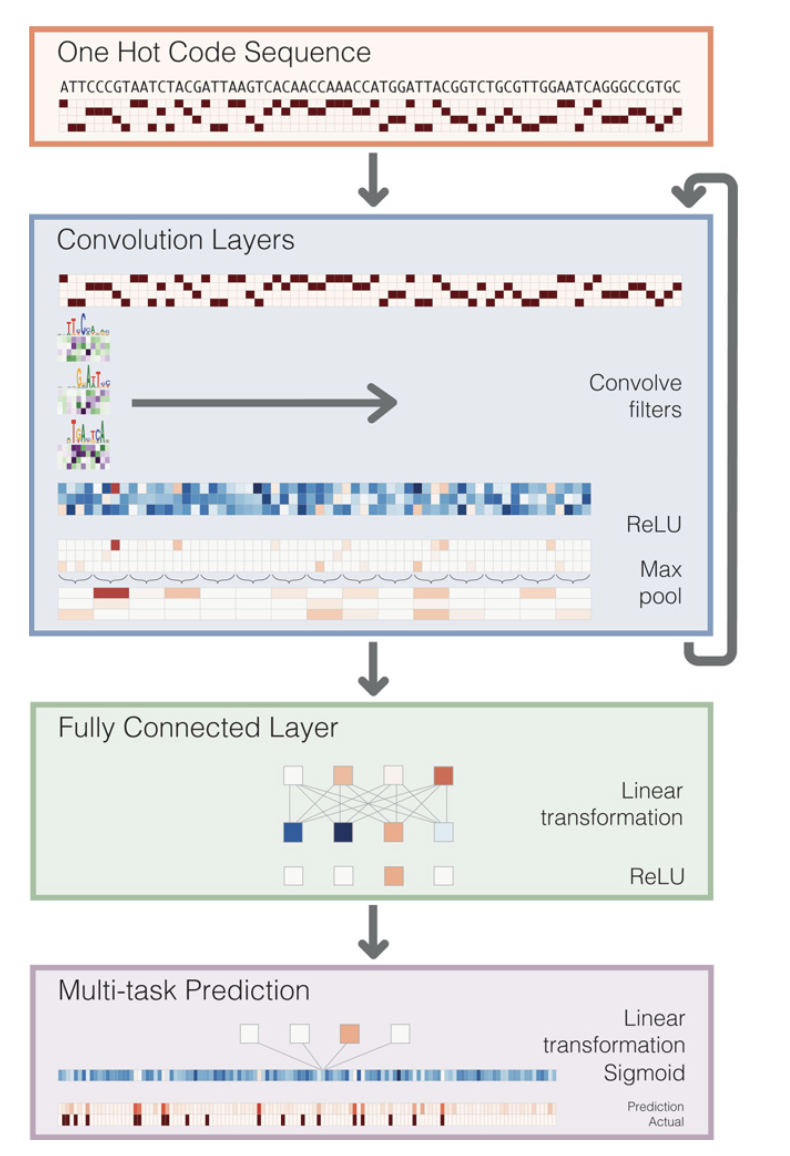 One Hot Code Sequence
ATTCCCGTAATCTACGATTAAGTCACAACCAAACCATGGATTACGGTCTGCGTTGGAATCAGGGCCGTGC
Convolution Layers
Convolve
filters
ReLU
Max
pool
Fully Connected Layer
Linear
transformation
ReLU
Multi-task Prediction
Linear
transformation
Sigmoid
Prediction
Actual